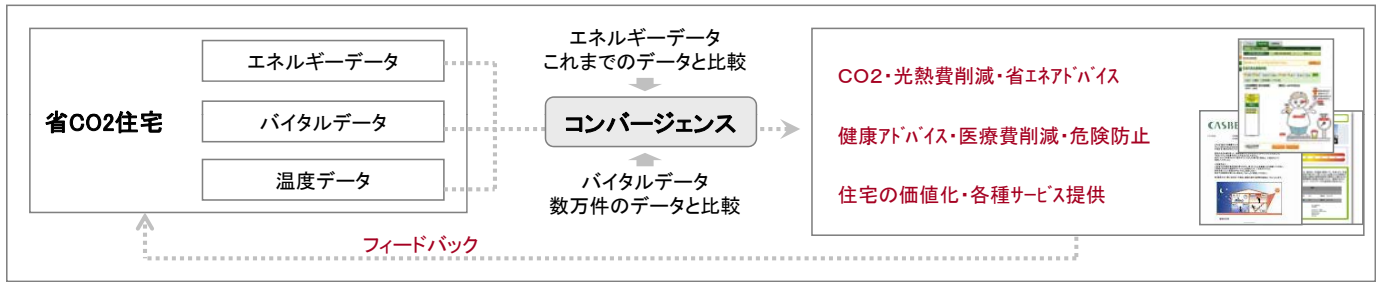 省CO2住宅
エネルギーデータ
バイタルデータ
温度データ
エネルギーデータ
これまでのデータと比較
コンバージェンス
バイタルデータ
数万件のデータと比較
CO2・光熱費削減・省エネアドバイス
健康アドバイス・医療費削減・危険防止
住宅の価値化・各種サービス提供
CASBE
フィードバック